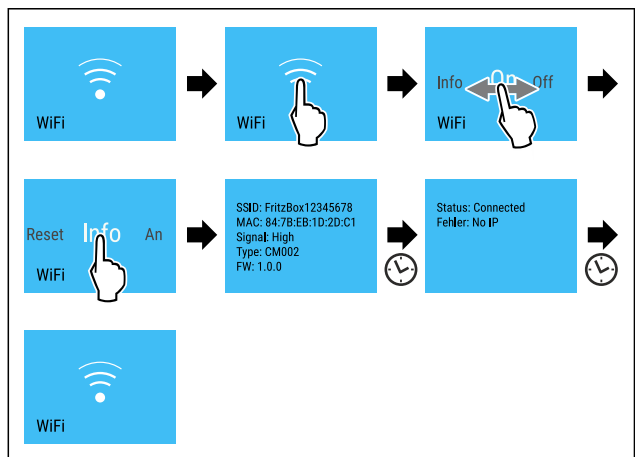 WiFi
WiFi
Info On Off
WiFi
Reset Info An
WiFi
SSID: FritzBox12345678
MAC: 84:7B:EB:1D:2D:C1
Signal: High
Type: CM002
FW: 1.0.0
Status: Connected
Fehler: No IP
WiFi